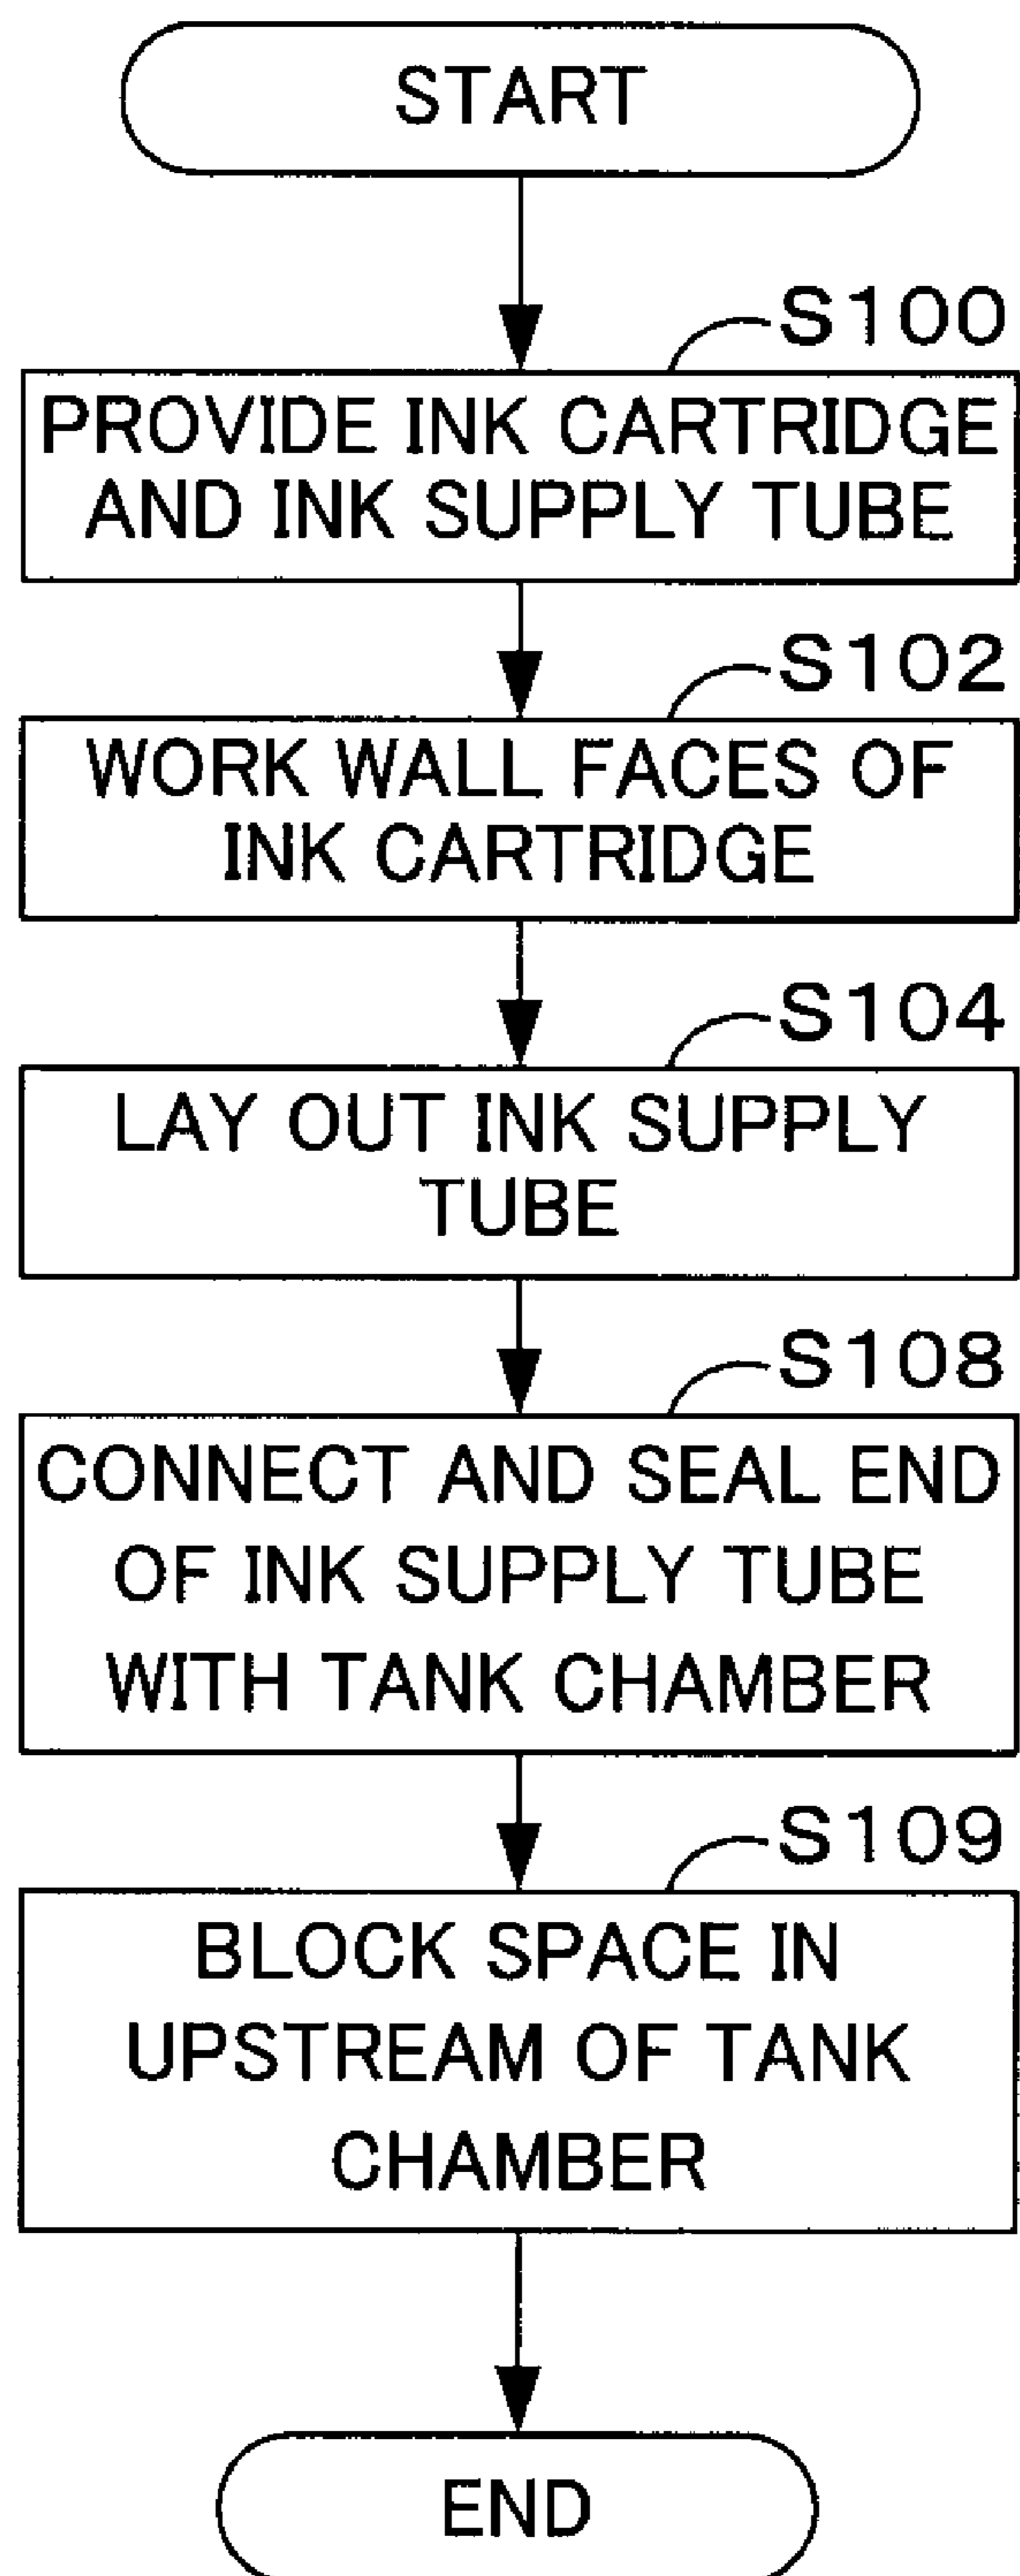 START
S100
PROVIDE INK CARTRIDGE
AND INK SUPPLY TUBE
S102
WORK WALL FACES OF
INK CARTRIDGE
S104
LAY OUT INK SUPPLY
TUBE
S108
CONNECT AND SEAL END
OF INK SUPPLY TUBE
WITH TANK CHAMBER
S109
BLOCK SPACE IN
UPSTREAM OF TANK
CHAMBER
END